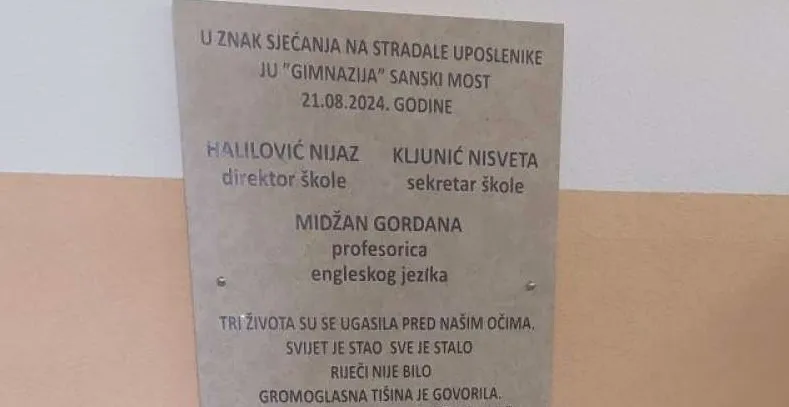 U ZNAK SJEĆANJA NA STRADALE UPOSLENIKE
JU "GIMNAZIJA" SANSKI MOST
21.08.2024. GODINE
HALILOVIĆ NIJAZ KLJUNIĆ NISVETA
direktor škole sekretar škole
MIDŽAN GORDANA
profesorica
engleskog jezika
TRI ŽIVOTA SU SE UGASILA PRED NAŠIM OČIMA.
SVIJET JE STAO SVE JE STALO
RIJEČI NIJE BILO
GROMOGLASNA TIŠINA JE GOVORILA.